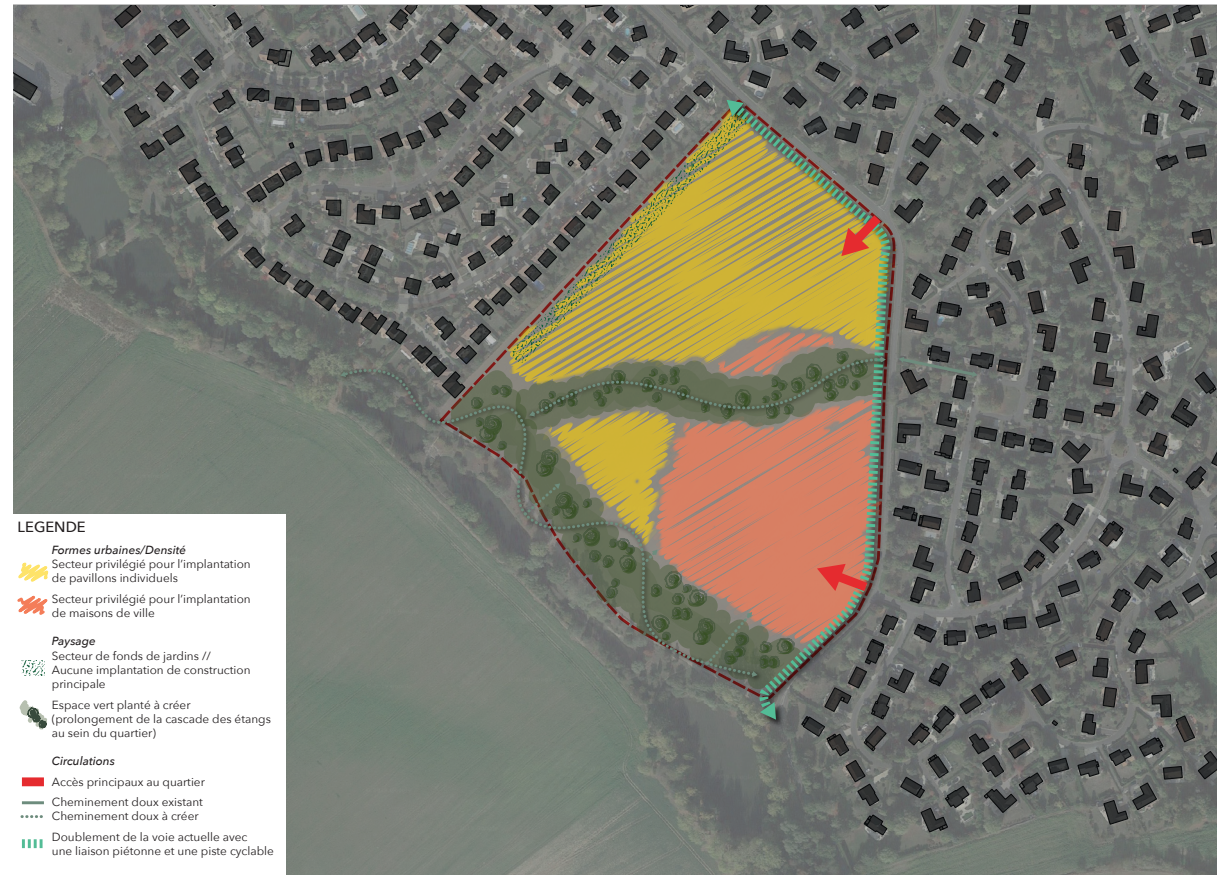 LEGENDE
Formes urbaines/Densité
Secteur privilégié pour l'implantation
de pavillons individuels
Secteur privilégié pour l'implantation
de maisons de ville
Paysage
Secteur de fonds de jardins //
Aucune implantation de construction
principale
Espace vert planté à créer
(prolongement de la cascade des étangs
au sein du quartier)
Circulations
Accès principaux au quartier
Cheminement doux existant
Cheminement doux à créer
Doublement de la voie actuelle avec
une liaison piétonne et une piste cyclable